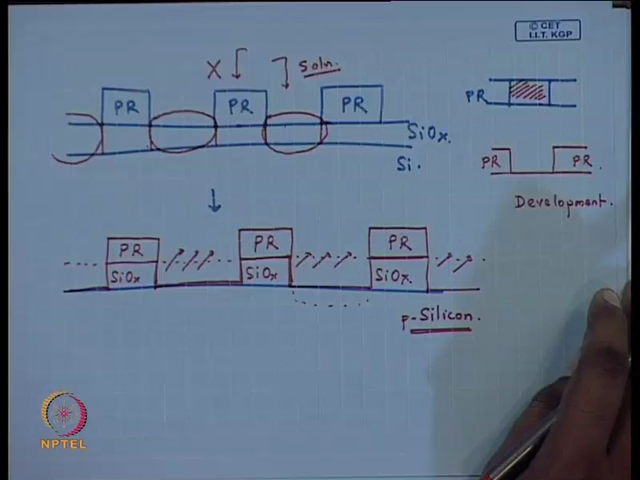 © CET
I.I.T. KGP
X
Soln.
PR PR PR
SiOx.
Si.
PR
PR PR
Development.
PR PR PR
SiOx SiOx SiOx
p-Silicon.
NPTEL